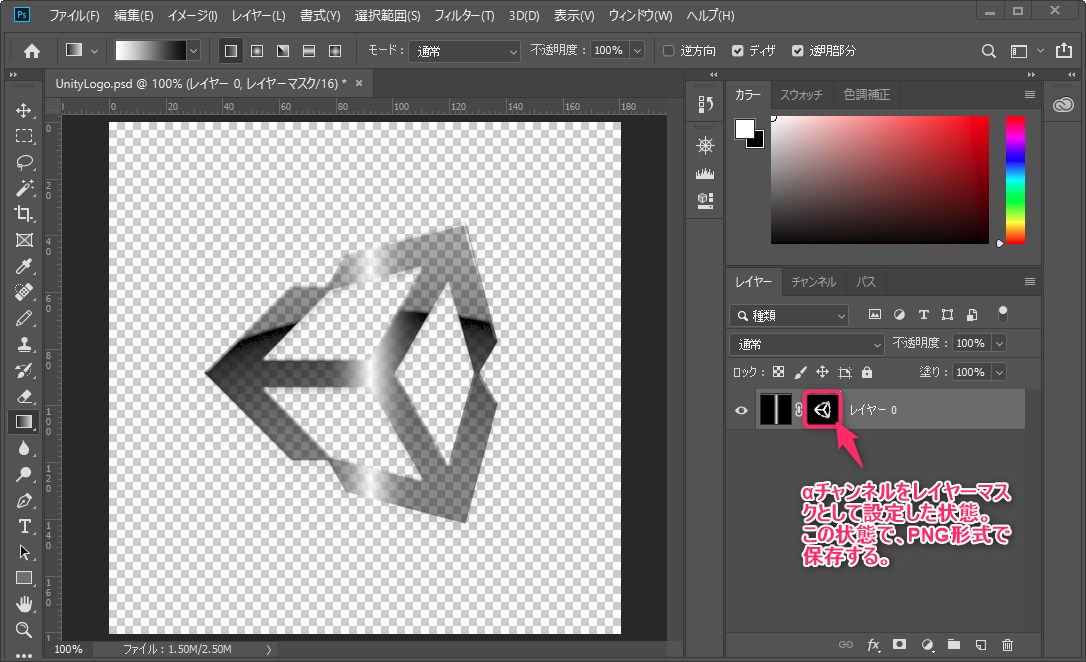 Ps ファイル(F) 編集(E) イメージ(I) レイヤー(L) 書式(Y) 選択範囲(S) フィルター(T) 3D(D) 表示(V) ウィンドウ(W) ヘルプ(H)
モード： 通常 不透明度： 100% 逆方向 ディザ 透明部分
UnityLogo.psd @ 100% (レイヤー 0, レイヤーマスク/16) * ×
0 20 40 60 80 100 120 140 160 180
0
20
40
60
80
100
120
140
160
カラー スウォッチ 色調補正
レイヤー チャンネル パス
種類
通常 不透明度： 100%
ロック： 塗り： 100%
レイヤー 0
αチャンネルをレイヤーマス
クとして設定した状態。
この状態で、PNG形式で
保存する。
fx
100% ファイル：1.50M/2.50M